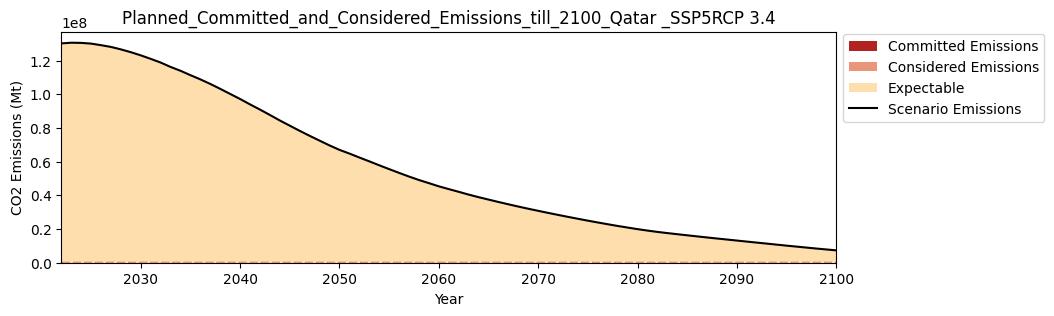 Planned_Committed_and_Considered_Emissions_till_2100_Qatar _SSP5RCP 3.4
1e8
1.2
1.0
0.8
0.6
0.4
0.2
0.0
CO2 Emissions (Mt)
2030 2040 2050 2060 2070 2080 2090 2100
Year
Committed Emissions
Considered Emissions
Expectable
Scenario Emissions